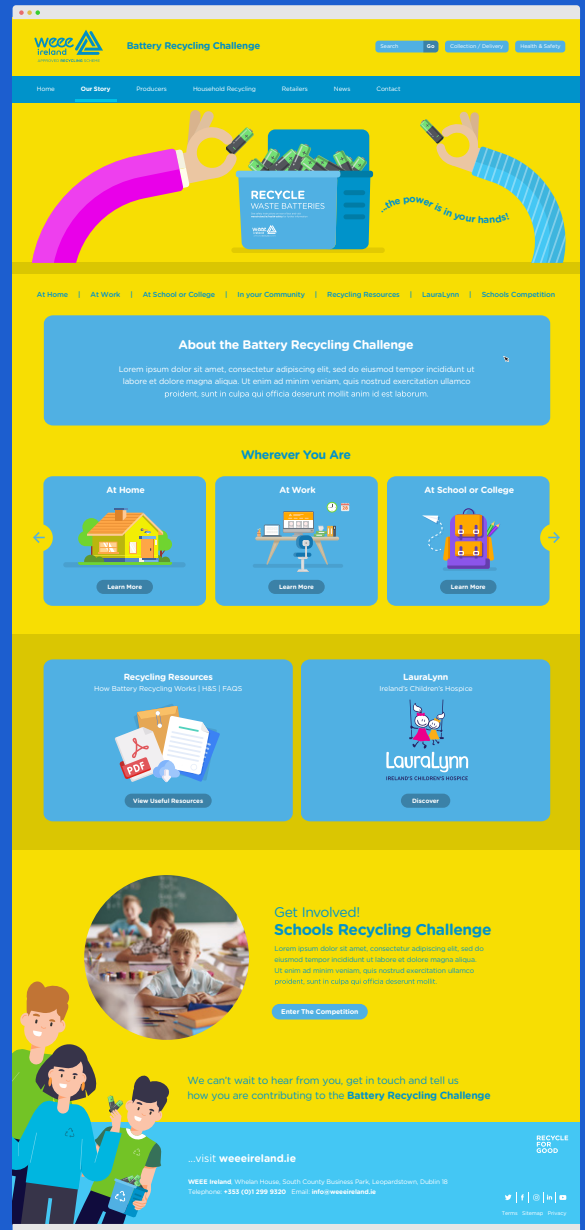 weee
ireland
Battery Recycling Challenge
Search
Go
Collection / Delivery
Health & Safety
Home
Our Story
Producers
Household Recycling
Retailers
News
Contact
RECYCLE
WASTE BATTERIES
weee
...the power is in your hands!
At Home | At Work | At School or College | In your Community | Recycling Resources | LauraLynn | Schools Competition
About the Battery Recycling Challenge
Lorem ipsum dolor sit amet, consectetur adipiscing elit, sed do eiusmod tempor incididunt ut
labore et dolore magna aliqua. Ut enim ad minim veniam, quis nostrud exercitation ullamco
proident, sunt in culpa qui officia deserunt mollit anim id est laborum.
Wherever You Are
At Home
At Work
At School or College
Learn More
Learn More
Learn More
Recycling Resources
How Battery Recycling Works | H&S | FAQS
PDF
View Useful Resources
LauraLynn
Ireland's Children's Hospice
LauraLynn
IRELAND'S CHILDREN'S HOSPICE
Discover
Get Involved!
Schools Recycling Challenge
Lorem ipsum dolor sit amet, consectetur adipiscing elit, sed do
eiusmod tempor incididunt ut labore et dolore magna aliqua.
Ut enim ad minim veniam, quis nostrud exercitation ullamco
proident, sunt in culpa qui officia deserunt mollit.
Enter The Competition
We can't wait to hear from you, get in touch and tell us
how you are contributing to the Battery Recycling Challenge
...visit weeeireland.ie
RECYCLE
FOR
GOOD
WEEE Ireland, Whelan House, South County Business Park, Leopardstown, Dublin 18
Telephone: +353 (0)1 299 9320 Email: info@weeeireland.ie
Terms Sitemap Privacy